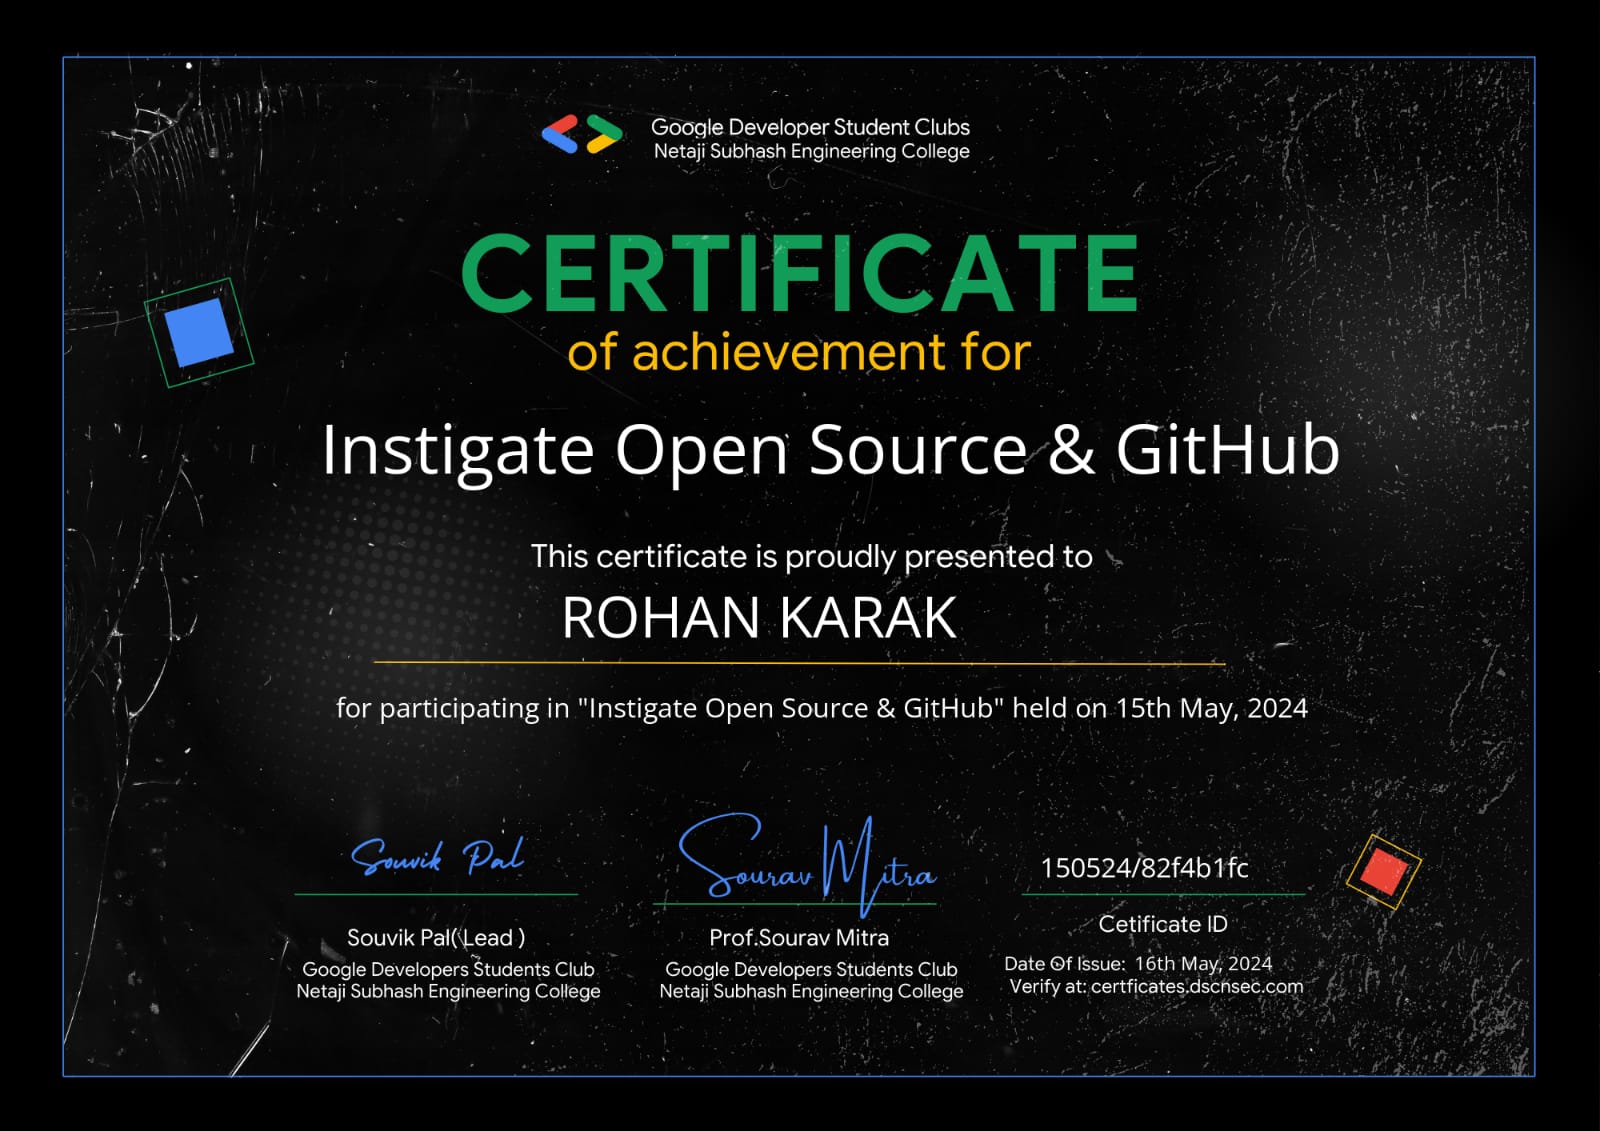 Google Developer Student Clubs
Netaji Subhash Engineering College
CERTIFICATE
of achievement for
Instigate Open Source & GitHub
This certificate is proudly presented to
ROHAN KARAK
for participating in "Instigate Open Source & GitHub" held on 15th May, 2024
Souvik Pal
Souvik Pal( Lead )
Google Developers Students Club
Netaji Subhash Engineering College
Sourav Mitra
Prof.Sourav Mitra
Google Developers Students Club
Netaji Subhash Engineering College
150524/82f4b1fc
Cetificate ID
Date Of Issue: 16th May, 2024
Verify at: certficates.dscnsec.com